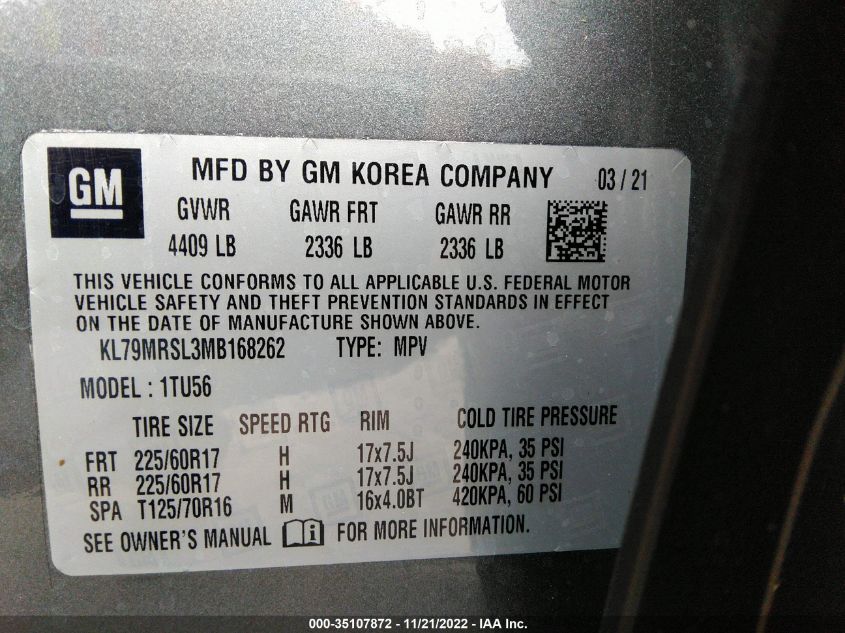 GM MFD BY GM KOREA COMPANY 03 / 21
GVWR GAWR FRT GAWR RR
4409 LB 2336 LB 2336 LB
THIS VEHICLE CONFORMS TO ALL APPLICABLE U.S. FEDERAL MOTOR
VEHICLE SAFETY AND THEFT PREVENTION STANDARDS IN EFFECT
ON THE DATE OF MANUFACTURE SHOWN ABOVE.
KL79MRSL3MB168262 TYPE: MPV
MODEL : 1TU56
TIRE SIZE SPEED RTG RIM COLD TIRE PRESSURE
FRT 225/60R17 H 17x7.5J 240KPA, 35 PSI
RR 225/60R17 H 17x7.5J 240KPA, 35 PSI
SPA T125/70R16 M 16x4.0BT 420KPA, 60 PSI
SEE OWNER'S MANUAL i FOR MORE INFORMATION.
000-35107872 - 11/21/2022 - IAA Inc.